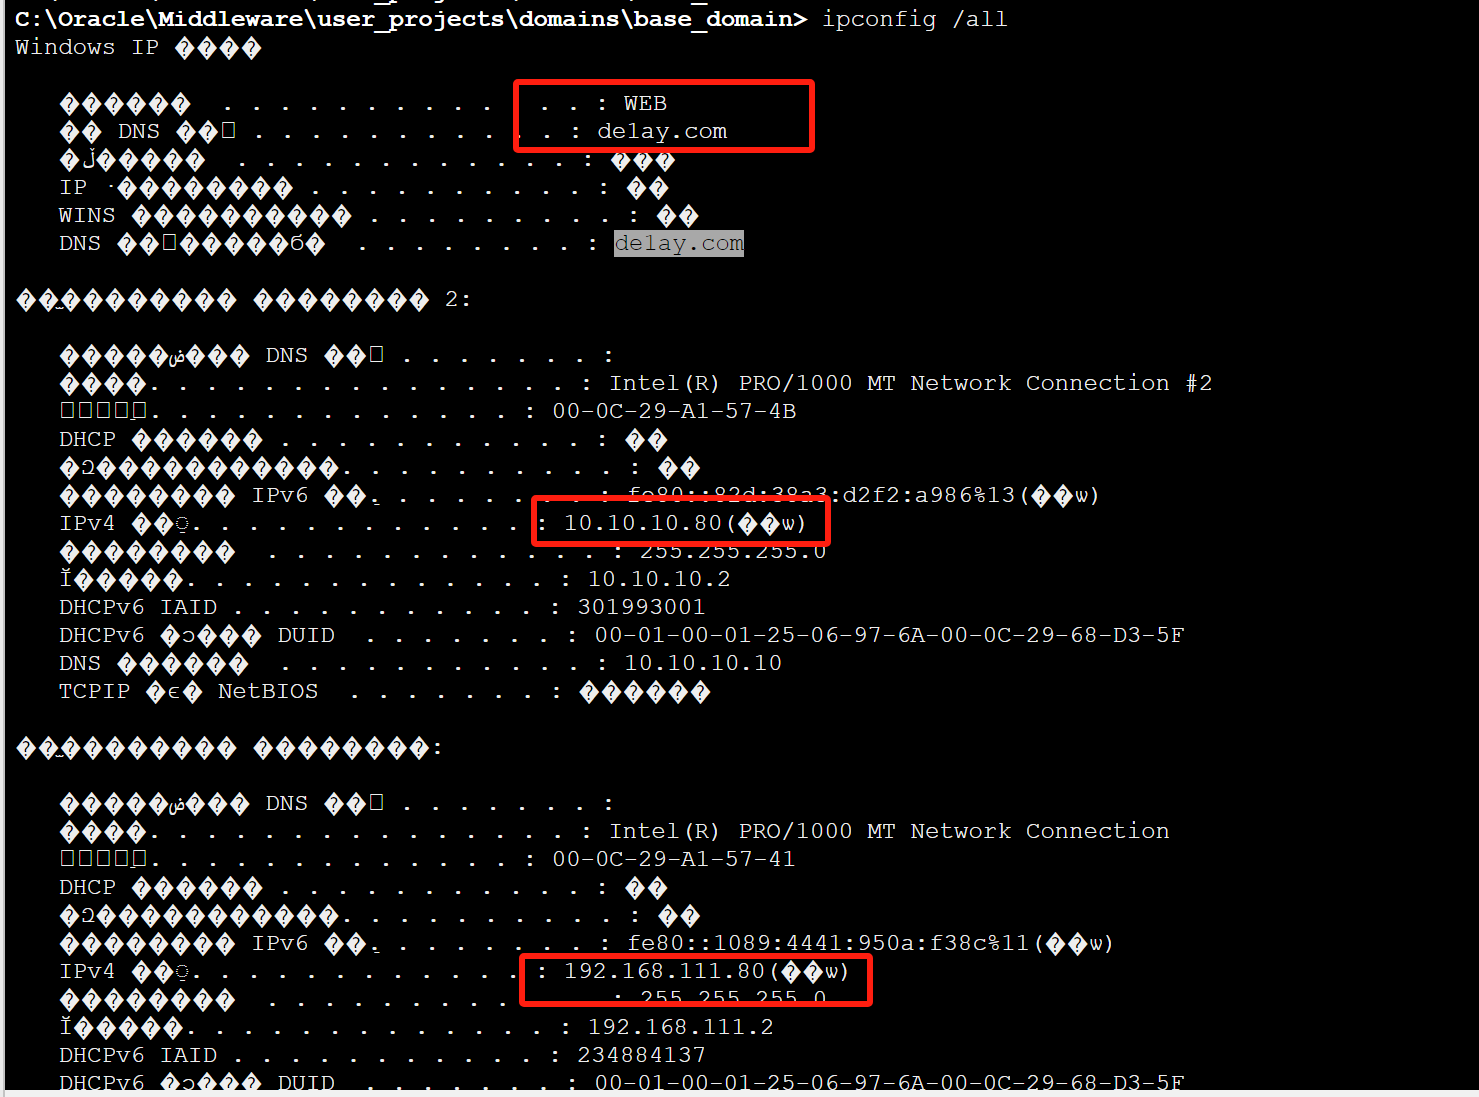 C:\Oracle\Middleware\user_projects\domains\base_domain> ipconfig /all
Windows IP ����
������ . . . . . . . . . . . . . : WEB
�� DNS ��׺ . . . . . . . . . . . : de1ay.com
�ڵ����� . . . . . . . . . . . . : ���
IP ·�������� . . . . . . . . . . : ��
WINS ���������� . . . . . . . . . : ��
DNS ��׺�����б� . . . . . . . . : de1ay.com
��̫��������� �������� 2:
�����ض��� DNS ��׺ . . . . . . . :
����. . . . . . . . . . . . . . . : Intel(R) PRO/1000 MT Network Connection #2
. . . . . . . . . . . . . : 00-0C-29-A1-57-4B
DHCP ������ . . . . . . . . . . . : ��
�Զ�����������. . . . . . . . . . : ��
�������� IPv6 ��. . . . . . . . : fe80::82d:38a3:d2f2:a986%13(��ѡ)
IPv4 ��. . . . . . . . . . . . : 10.10.10.80(��ѡ)
�������� . . . . . . . . . . . . : 255.255.255.0
Ĭ�����. . . . . . . . . . . . . : 10.10.10.2
DHCPv6 IAID . . . . . . . . . . . : 301993001
DHCPv6 �ͻ��� DUID . . . . . . . : 00-01-00-01-25-06-97-6A-00-0C-29-68-D3-5F
DNS ������ . . . . . . . . . . . : 10.10.10.10
TCPIP �ϵ� NetBIOS . . . . . . . : ������
��̫��������� ��������:
�����ض��� DNS ��׺ . . . . . . . :
����. . . . . . . . . . . . . . . : Intel(R) PRO/1000 MT Network Connection
. . . . . . . . . . . . . : 00-0C-29-A1-57-41
DHCP ������ . . . . . . . . . . . : ��
�Զ�����������. . . . . . . . . . : ��
�������� IPv6 ��. . . . . . . . : fe80::1089:4441:950a:f38c%11(��ѡ)
IPv4 ��. . . . . . . . . . . . : 192.168.111.80(��ѡ)
�������� . . . . . . . . . . . . : 255.255.255.0
Ĭ�����. . . . . . . . . . . . . : 192.168.111.2
DHCPv6 IAID . . . . . . . . . . . : 234884137
DHCPv6 �ͻ��� DUID . . . . . . . : 00-01-00-01-25-06-97-6A-00-0C-29-68-D3-5F